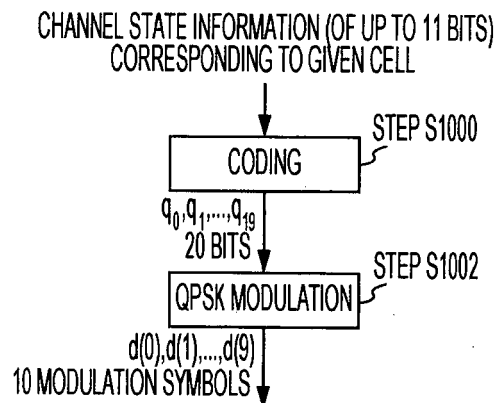 CHANNEL STATE INFORMATION (OF UP TO 11 BITS)
CORRESPONDING TO GIVEN CELL
STEP S1000
CODING
q0,q1,...,q19
20 BITS
STEP S1002
QPSK MODULATION
d(0),d(1),...,d(9)
10 MODULATION SYMBOLS